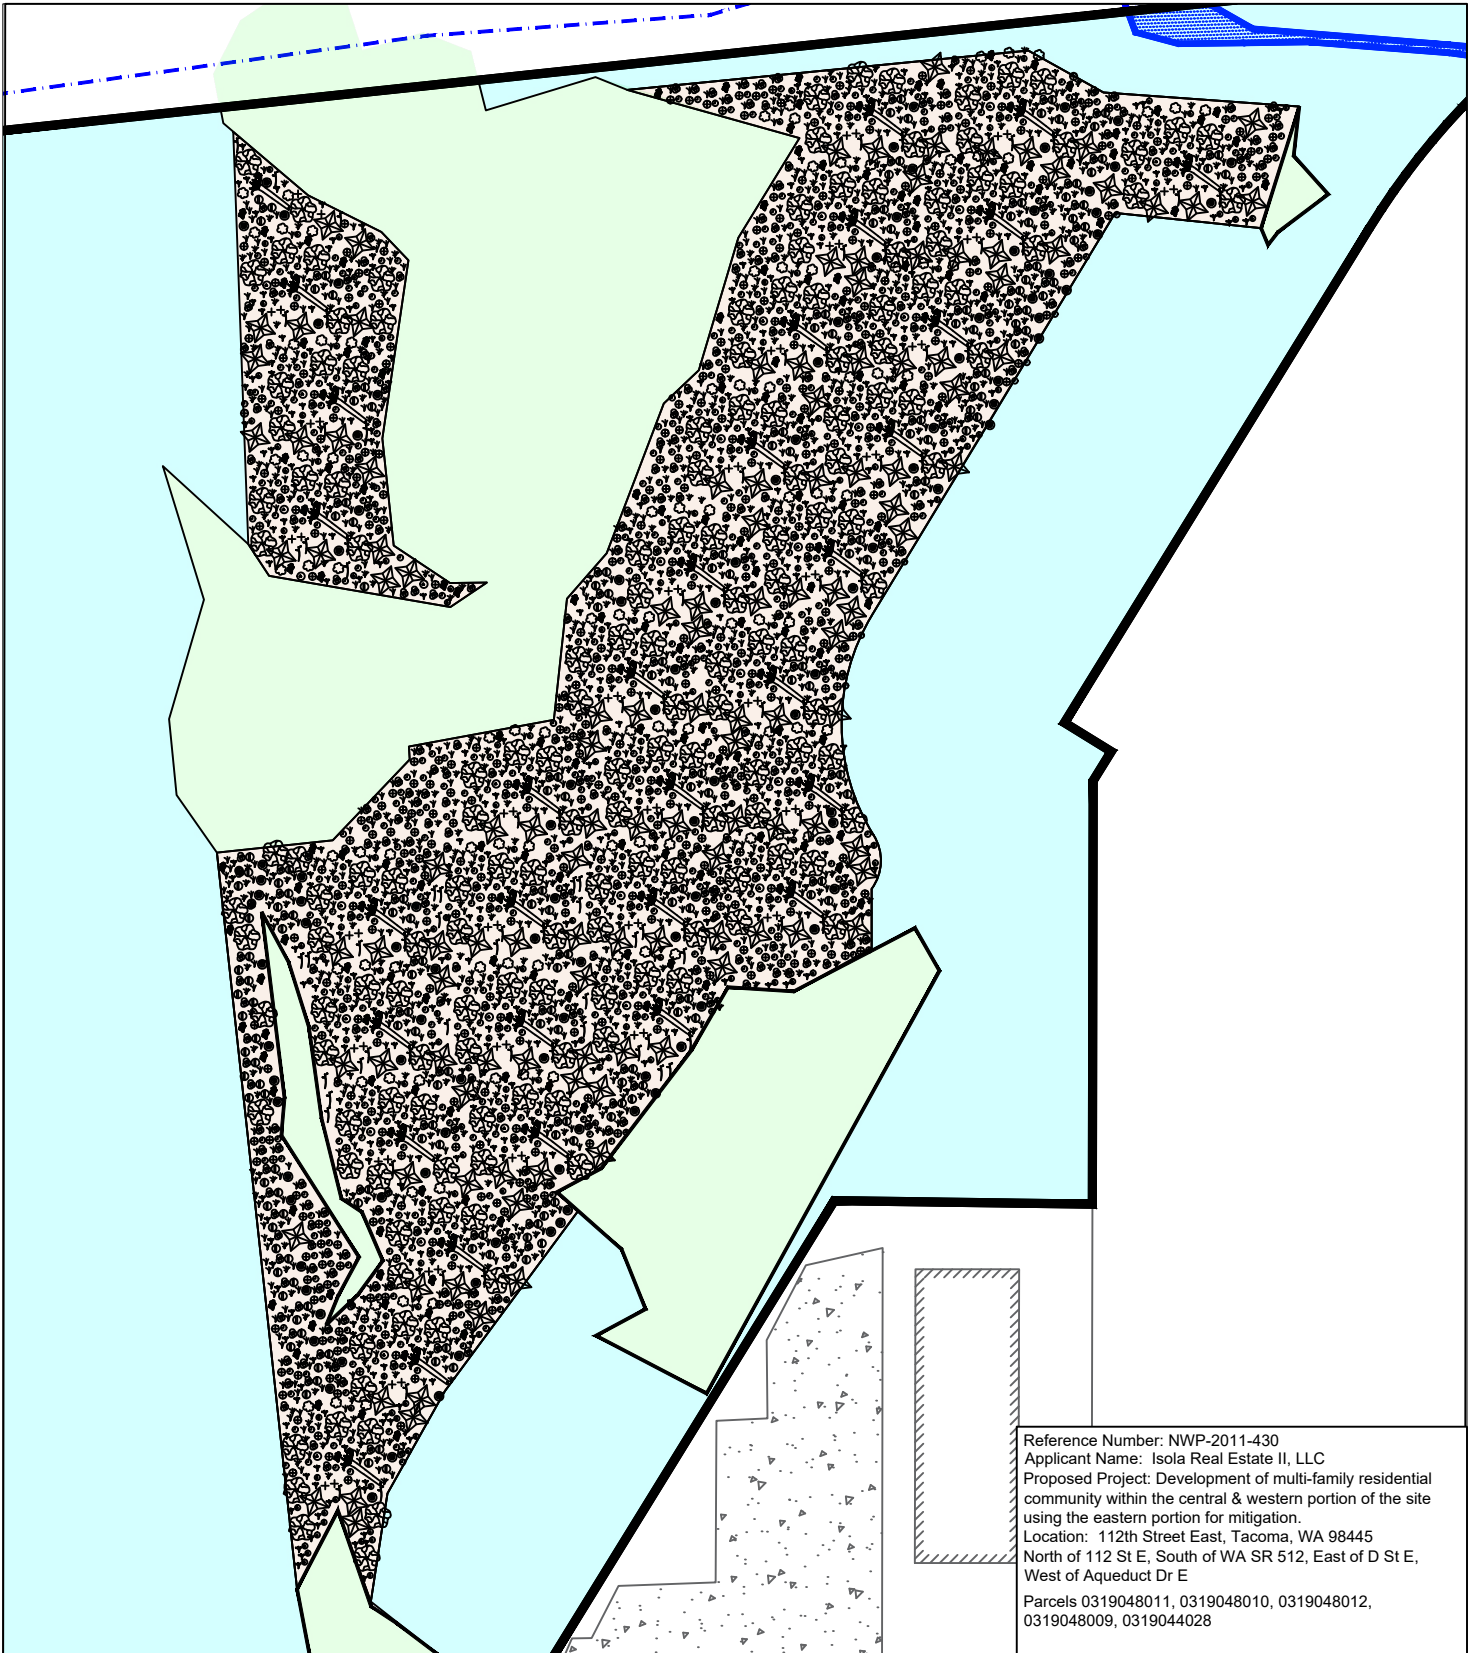 Reference Number: NWP-2011-430
Applicant Name:  Isola Real Estate II, LLC
Proposed Project: Development of multi-family residential
community within the central & western portion of the site
using the eastern portion for mitigation.
Location:  112th Street East, Tacoma, WA 98445
North of 112 St E, South of WA SR 512, East of D St E,
West of Aqueduct Dr E
Parcels 0319048011, 0319048010, 0319048012,
0319048009, 0319044028